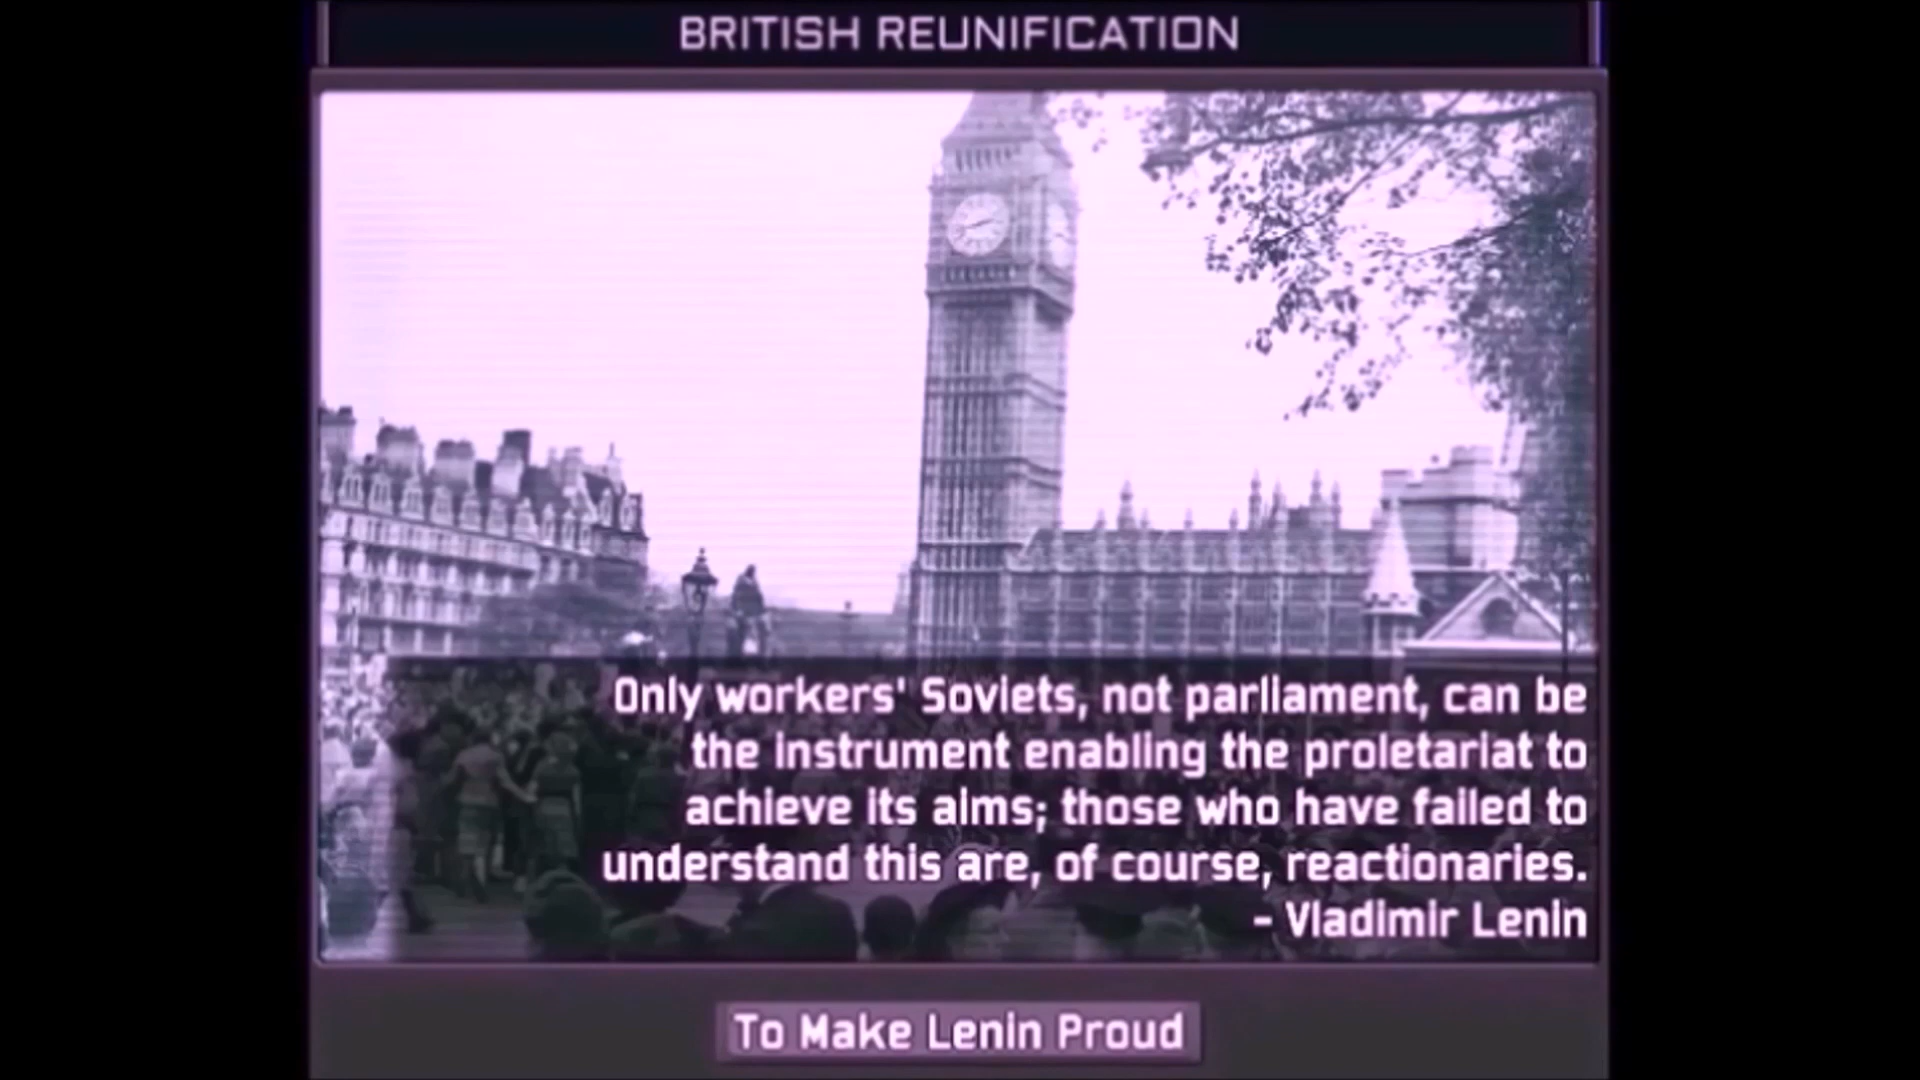 BRITISH REUNIFICATION
Only workers' Soviets, not parliament, can be
the instrument enabling the proletariat to
achieve its aims; those who have failed to
understand this are, of course, reactionaries.
- Vladimir Lenin
To Make Lenin Proud